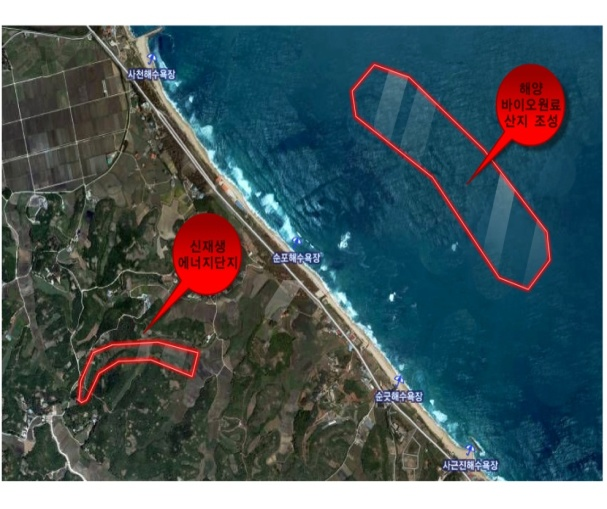 사천해수욕장
해양
바이오원료
산지 조성
신재생
에너지단지
순포해수욕장
순긋해수욕장
사근진해수욕장